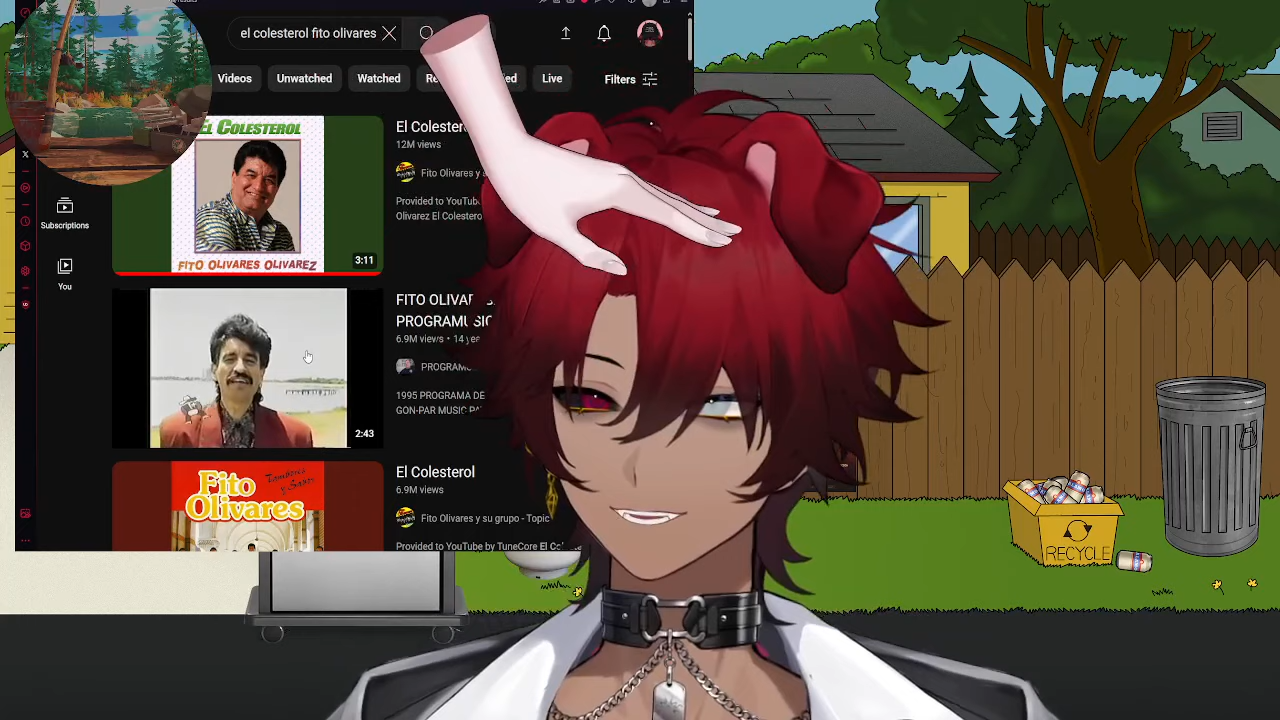 el colesterol fito olivares
Videos
Unwatched
Watched
Live
Filters
Subscriptions
You
EL COLESTEROL
FITO OLIVARES OLIVAREZ
3:11
El Colesterol
12M views
Fito Olivares y
Provided to YouTube
Olivarez El Colesterol
FITO OLIVAR
PROGRAMUSIC
6.9M views • 14
PROGRAMU
1995 PROGRAMA DE
GON-PAR MUSIC
2:43
Fito
Olivares
El Colesterol
6.9M views
Fito Olivares y su grupo - Topic
Provided to YouTube by TuneCore El
RECYCLE